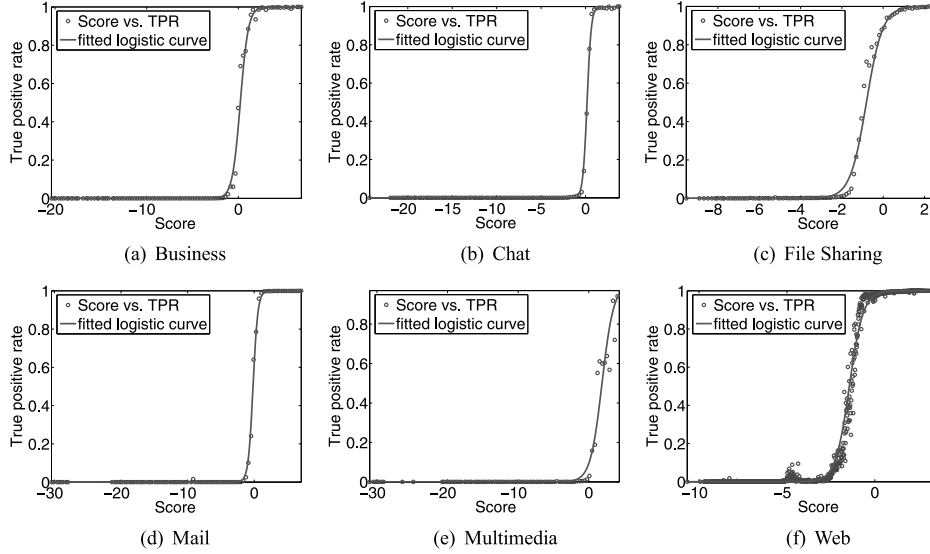 1
0.8
0.6
0.4
0.2
0
True positive rate
Score vs. TPR
fitted logistic curve
−20 −10 0
Score
(a) Business
1
0.8
0.6
0.4
0.2
0
True positive rate
Score vs. TPR
fitted logistic curve
−20 −15 −10 −5 0
Score
(b) Chat
1
0.8
0.6
0.4
0.2
0
True positive rate
Score vs. TPR
fitted logistic curve
−8 −6 −4 −2 0 2
Score
(c) File Sharing
1
0.8
0.6
0.4
0.2
0
True positive rate
Score vs. TPR
fitted logistic curve
−30 −20 −10 0
Score
(d) Mail
1
0.8
0.6
0.4
0.2
0
True positive rate
Score vs. TPR
fitted logistic curve
−30 −20 −10 0
Score
(e) Multimedia
1
0.8
0.6
0.4
0.2
0
True positive rate
Score vs. TPR
fitted logistic curve
−10 −5 0
Score
(f) Web